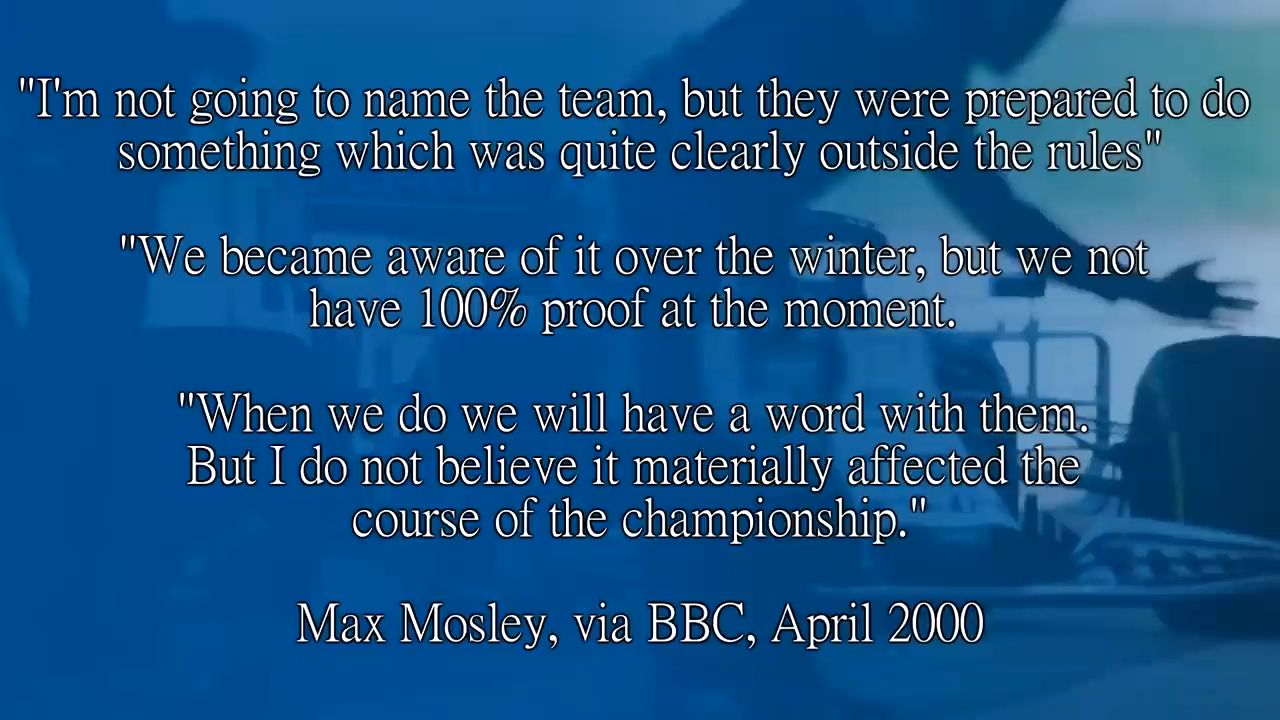 "I'm not going to name the team, but they were prepared to do
something which was quite clearly outside the rules"
"We became aware of it over the winter, but we not
have 100% proof at the moment.
"When we do we will have a word with them.
But I do not believe it materially affected the
course of the championship."
Max Mosley, via BBC, April 2000